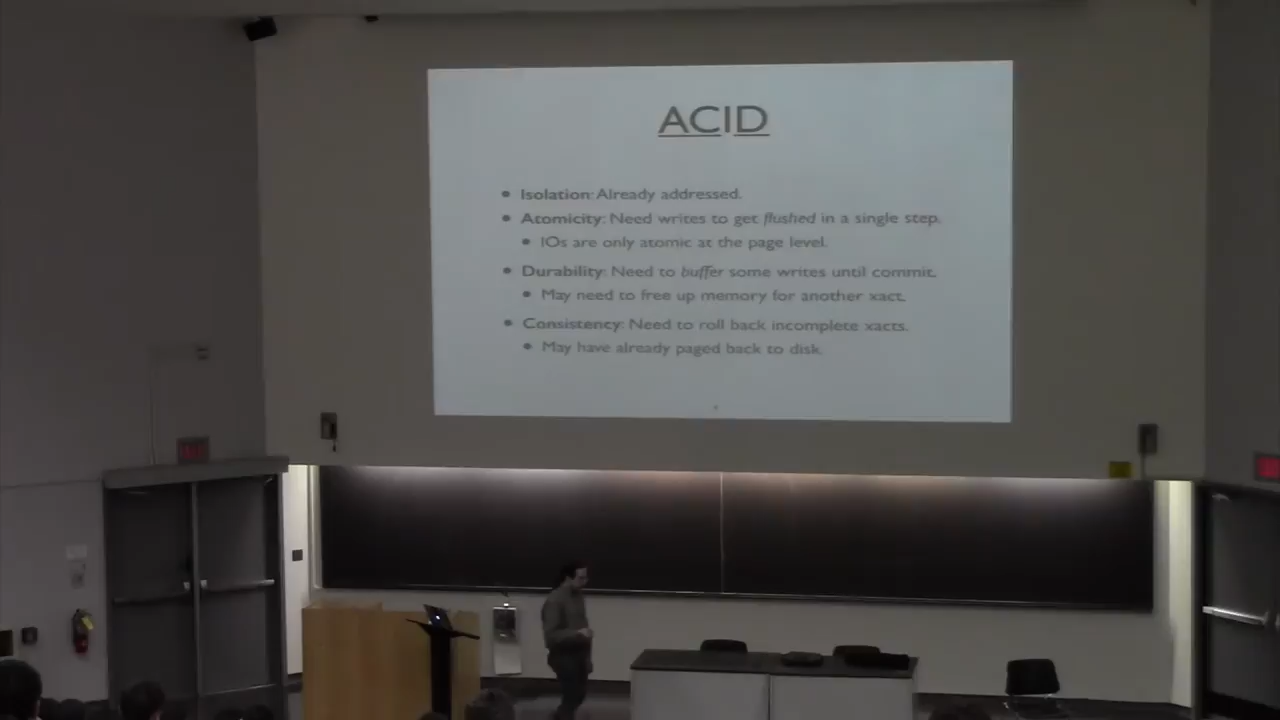 ACID
• Isolation: Already addressed.
• Atomicity: Need writes to get flushed in a single step.
• IOs are only atomic at the page level.
• Durability: Need to buffer some writes until commit.
• May need to free up memory for another xact.
• Consistency: Need to roll back incomplete xacts.
• May have already paged back to disk.